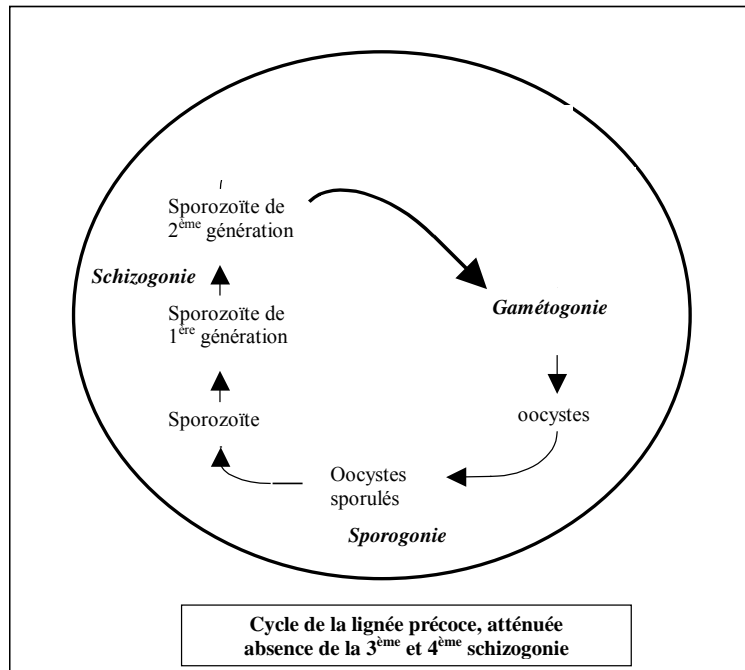 Sporozoïte de
2ème génération
Schizogonie
Gamétogonie
Sporozoïte de
1ère génération
Sporozoïte
oocystes
Oocystes
sporulés
Sporogonie
Cycle de la lignée précoce, atténuée
absence de la 3ème et 4ème schizogonie